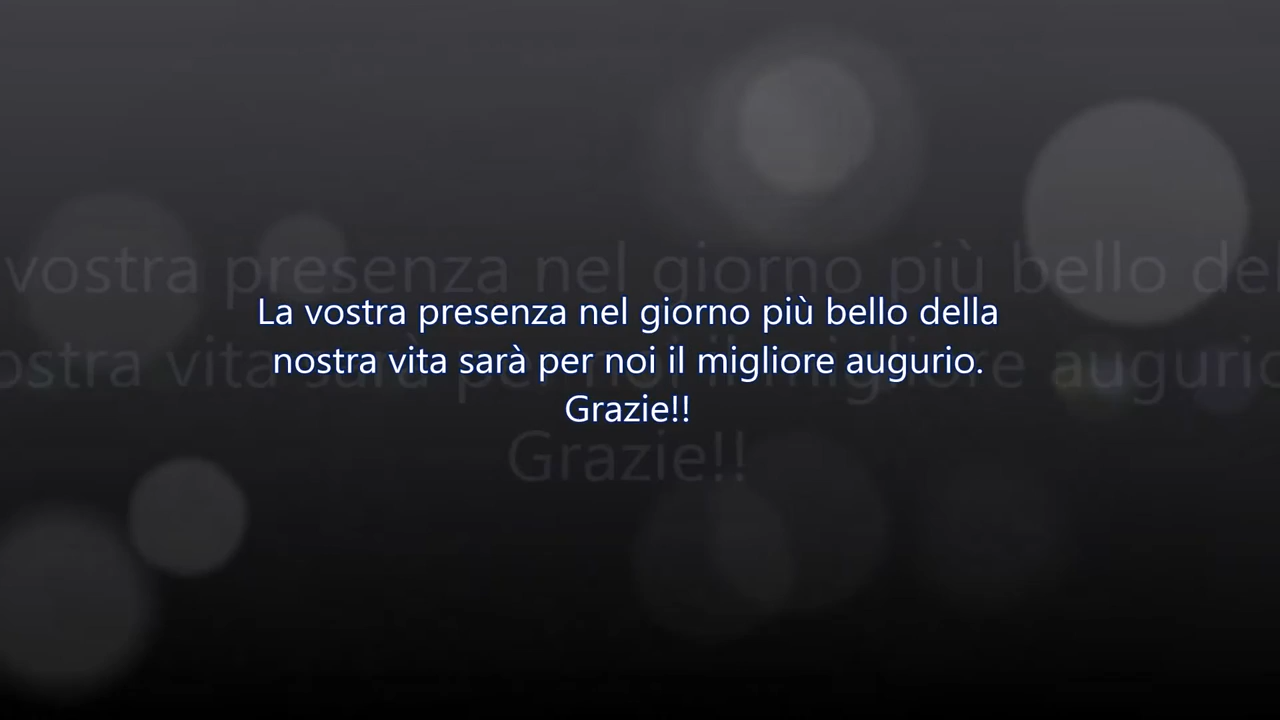 La vostra presenza nel giorno più bello della
nostra vita sarà per noi il migliore augurio.
Grazie!!